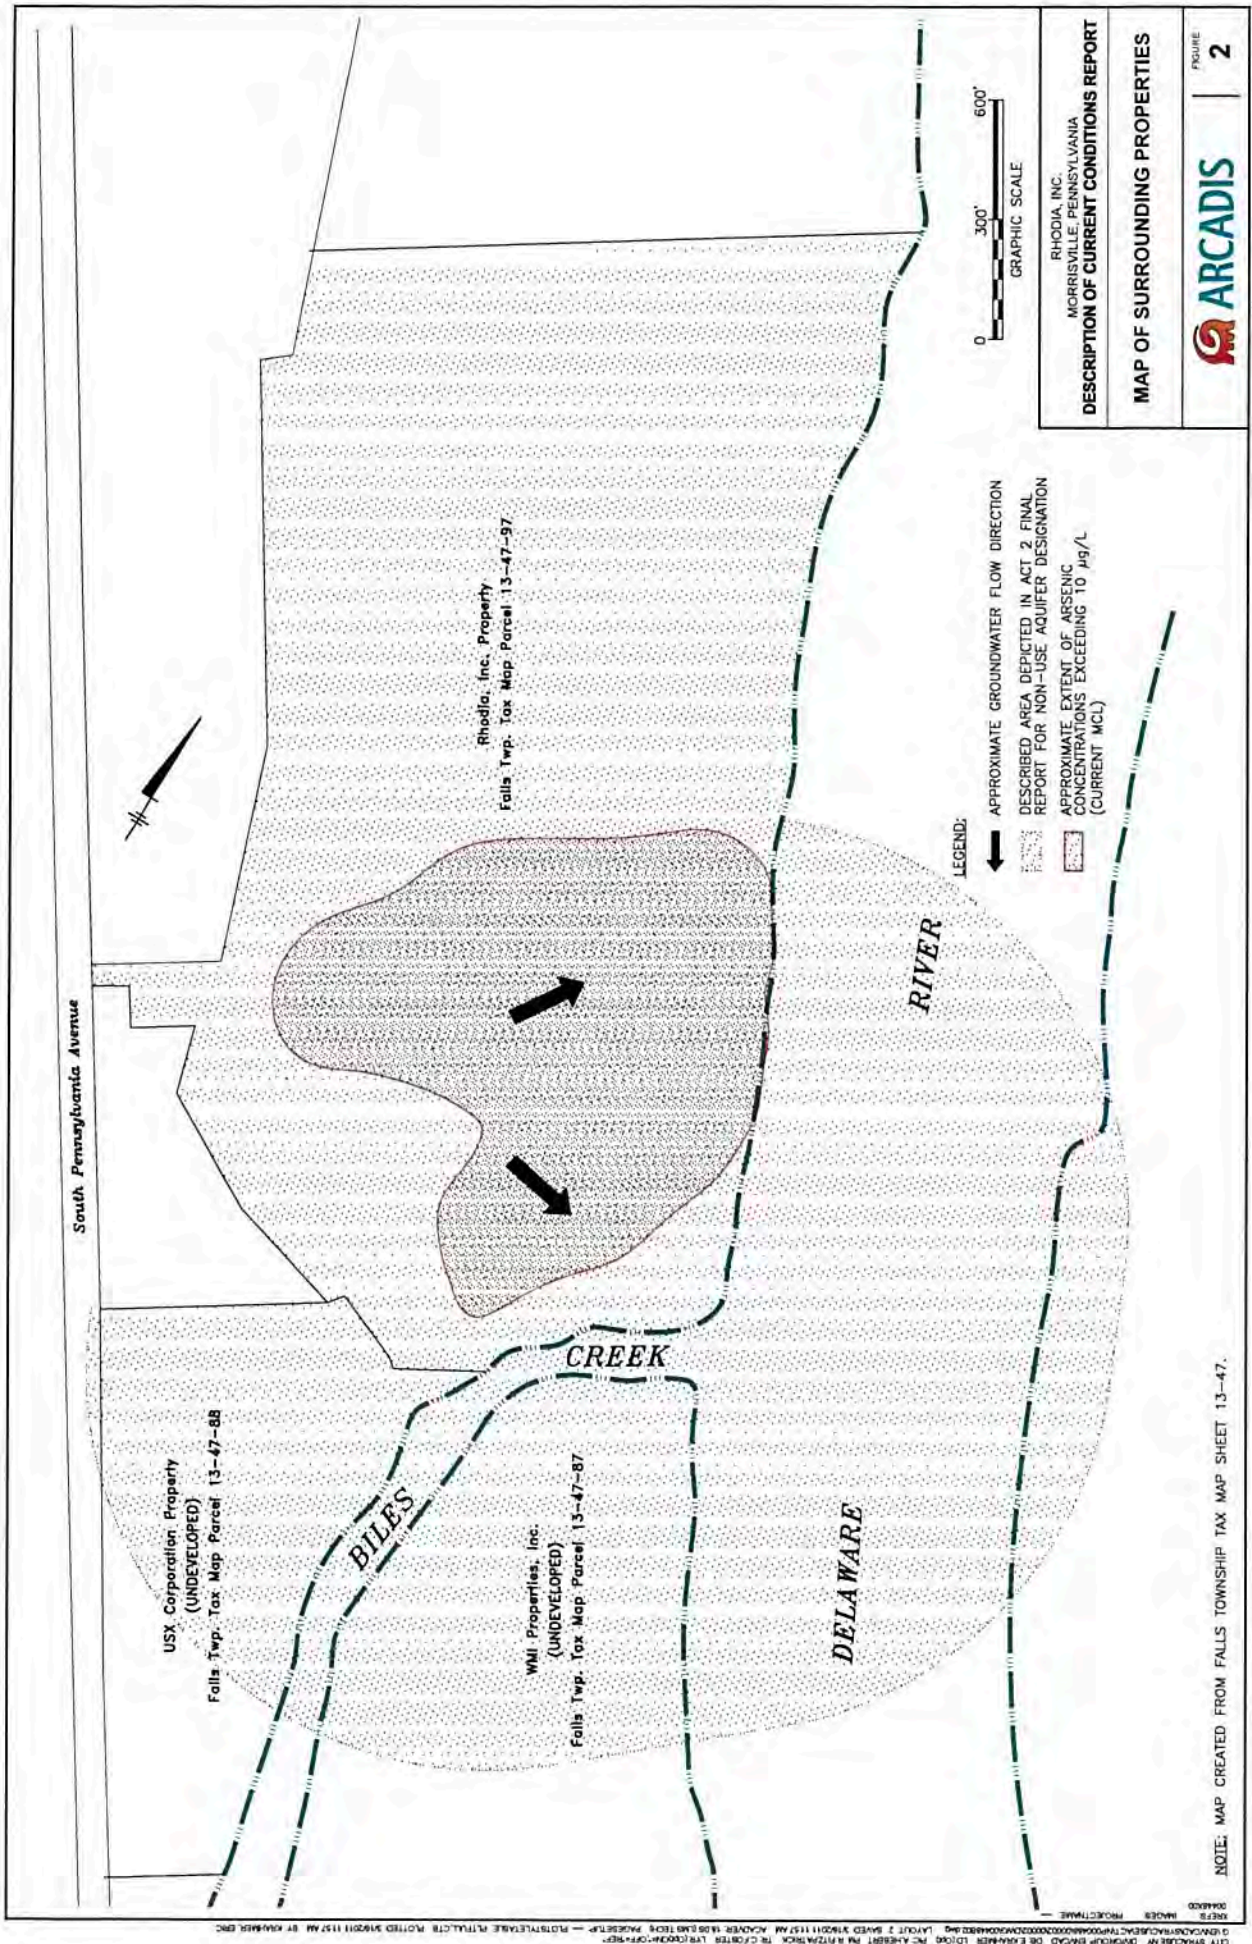 South Pennsylvania Avenue
USX Corporation Property
(UNDEVELOPED)
Falls Twp. Tax Map Parcel 13-47-88
Rhodia, Inc. Property
Falls Twp. Tax Map Parcel 13-47-97
BILES
CREEK
WMI Properties, Inc.
(UNDEVELOPED)
Falls Twp. Tax Map Parcel 13-47-87
DELAWARE
RIVER
LEGEND:
APPROXIMATE GROUNDWATER FLOW DIRECTION
DESCRIBED AREA DEPICTED IN ACT 2 FINAL
REPORT FOR NON-USE AQUIFER DESIGNATION
APPROXIMATE EXTENT OF ARSENIC
CONCENTRATIONS EXCEEDING 10 µg/L
(CURRENT MCL)
0 300' 600'
GRAPHIC SCALE
NOTE: MAP CREATED FROM FALLS TOWNSHIP TAX MAP SHEET 13-47.
RHODIA, INC.
MORRISVILLE, PENNSYLVANIA
DESCRIPTION OF CURRENT CONDITIONS REPORT
MAP OF SURROUNDING PROPERTIES
ARCADIS
FIGURE
2
XREFS:
IMAGES:
PROJECTNAME: ---